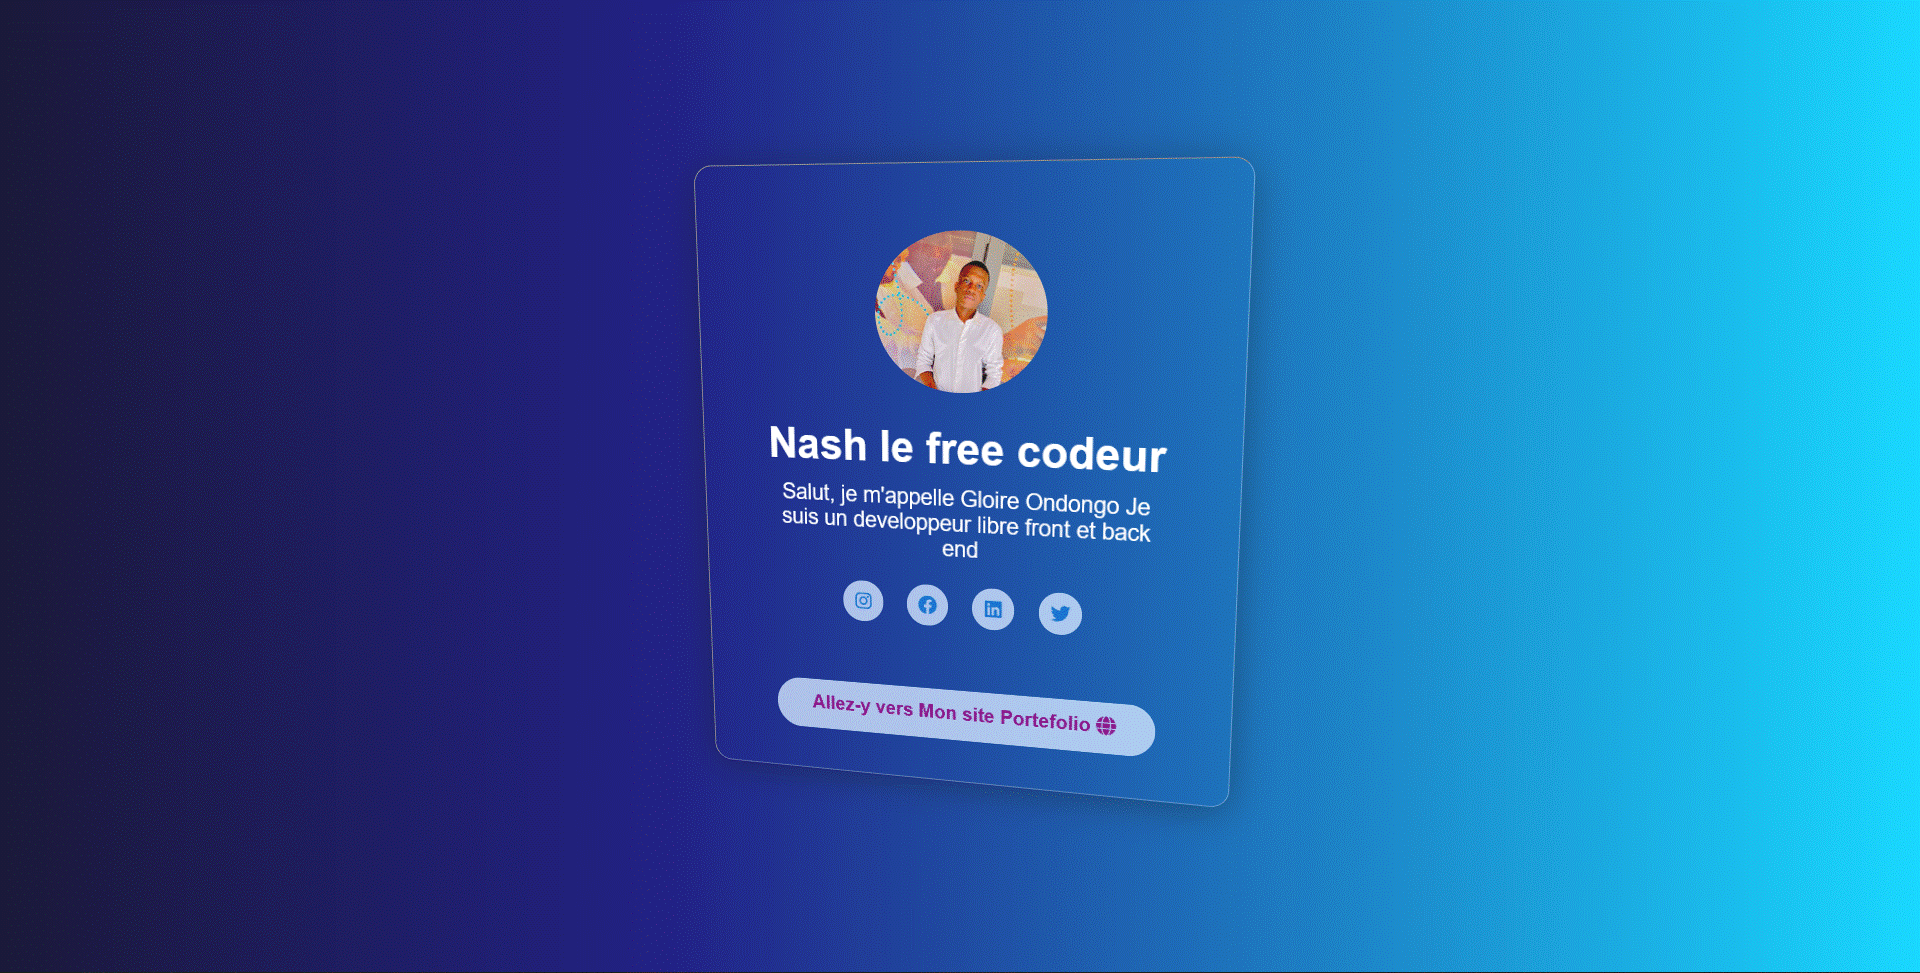 Nash le free codeur
Salut, je m'appelle Gloire Ondongo Je
suis un developpeur libre front et back
end
Allez-y vers Mon site Portefolio